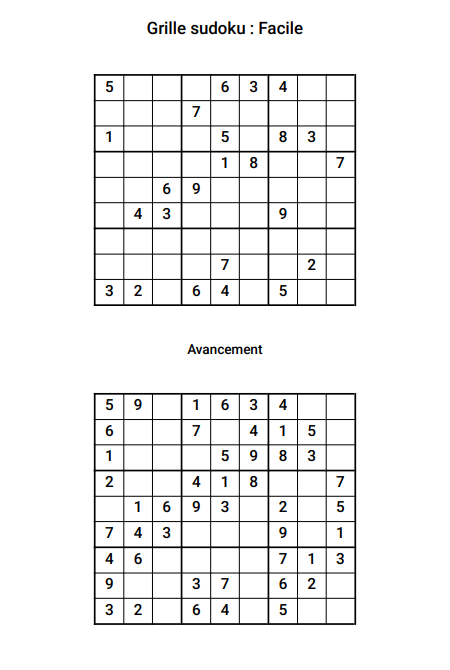 Grille sudoku : Facile
5 6 3 4
7
1 5 8 3
1 8 7
6 9
4 3 9
7 2
3 2 6 4 5
Avancement
5 9 1 6 3 4
6 7 4 1 5
1 5 9 8 3
2 4 1 8 7
1 6 9 3 2 5
7 4 3 9 1
4 6 7 1 3
9 3 7 6 2
3 2 6 4 5